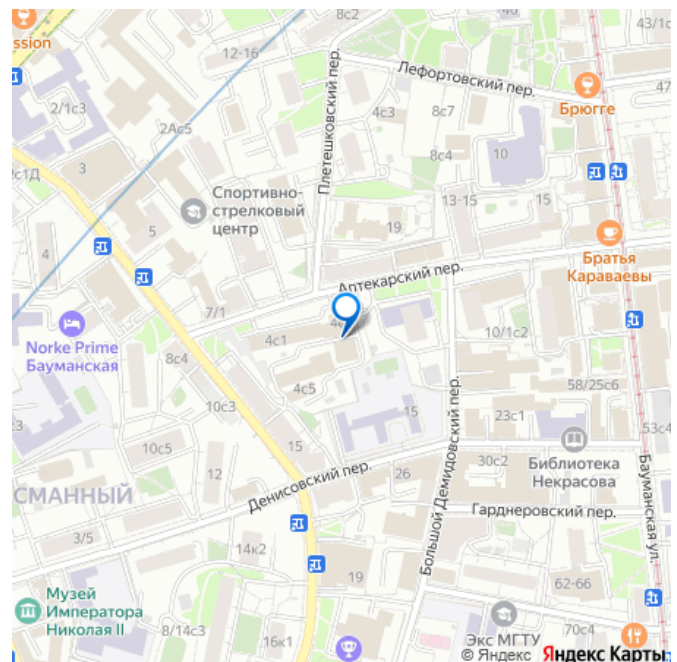 8с2
43/1с
ssion
12-16
Лефортовский пер.
47
2/1с3
4с3
8с7
Брюгге
2Ас5
Плетешковский пер.
8с4
10
3
с1Д
Спортивно-
стрелковый
центр
13-15
15
5
19
4
Братья
Караваевы
Аптекарский пер.
7/1
Norke Prime
Бауманская
4с1
10/1с2
8с4
4с5
58/25с6
10с3
15
23с1
53с4
10с5
15
12
30с2
Библиотека
Некрасова
26
СМАННЫЙ
Денисовский пер.
Большой Демидовский пер.
Бауманская ул.
Гарднеровский пер.
3/5
14к2
19
62-66
Музей
Императора
Николая II
8/14с3
16к1
Экс МГТУ
70с4
© Яндекс Яндекс Карты